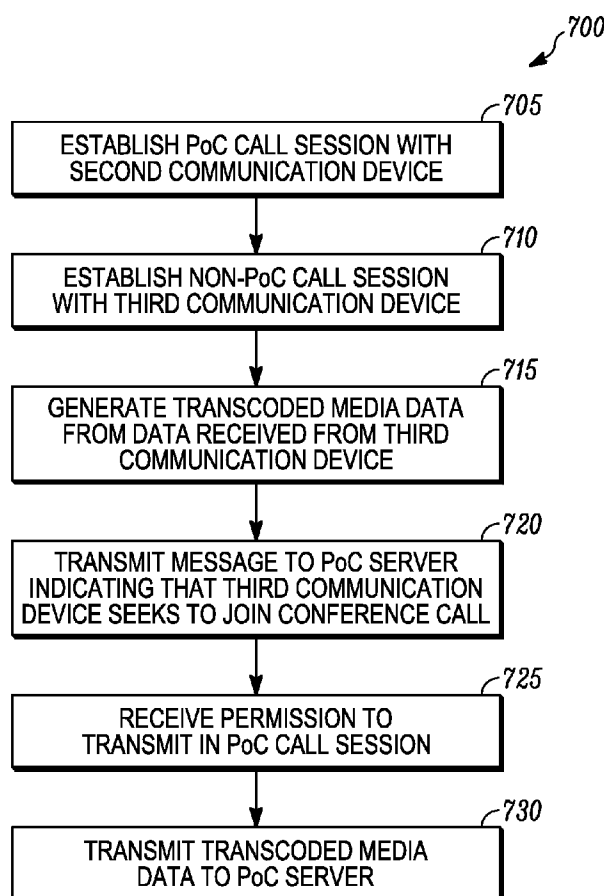 700
705
ESTABLISH PoC CALL SESSION WITH
SECOND COMMUNICATION DEVICE
710
ESTABLISH NON-PoC CALL SESSION
WITH THIRD COMMUNICATION DEVICE
715
GENERATE TRANSCODED MEDIA DATA
FROM DATA RECEIVED FROM THIRD
COMMUNICATION DEVICE
720
TRANSMIT MESSAGE TO PoC SERVER
INDICATING THAT THIRD COMMUNICATION
DEVICE SEEKS TO JOIN CONFERENCE CALL
725
RECEIVE PERMISSION TO
TRANSMIT IN PoC CALL SESSION
730
TRANSMIT TRANSCODED MEDIA
DATA TO PoC SERVER